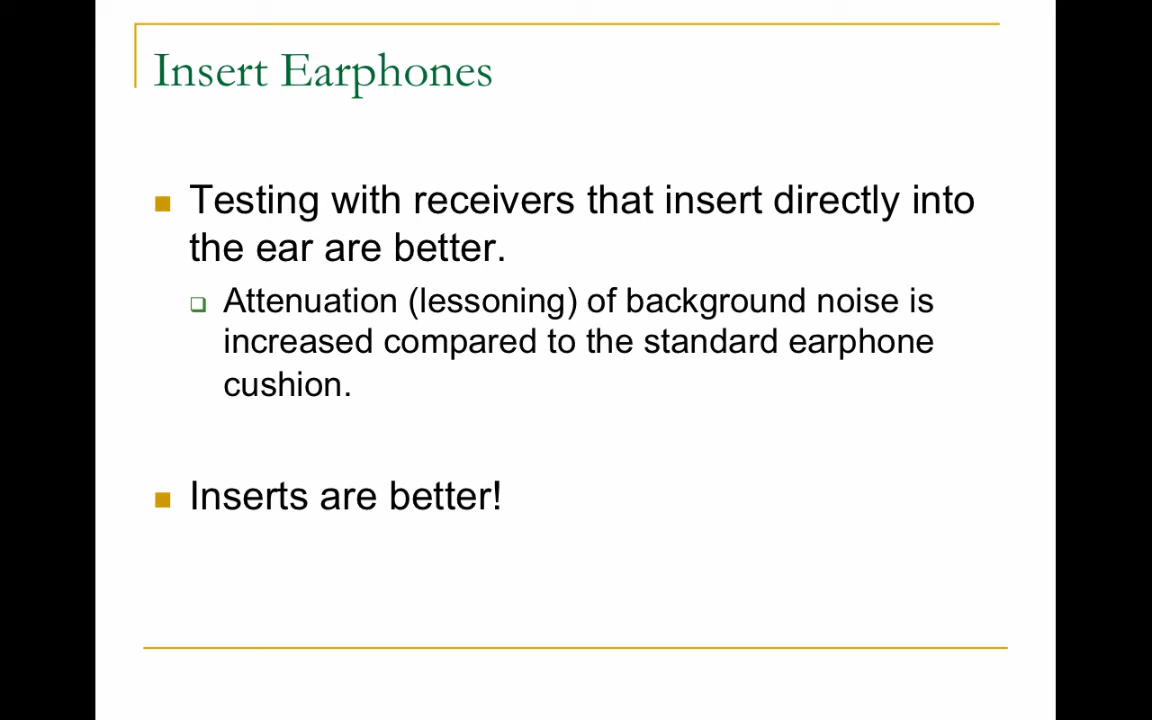 Insert Earphones
Testing with receivers that insert directly into
the ear are better.
Attenuation (lessoning) of background noise is
increased compared to the standard earphone
cushion.
Inserts are better!